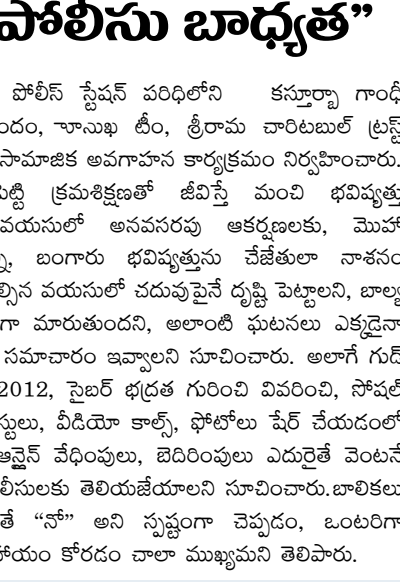 పోలీసు బాధ్యత”
పోలీస్ స్టేషన్ పరిధిలోని కస్తూర్బా గాంధీ
టీం, శ్రీరామ చారిటబుల్ ట్రస్ట్
సామాజిక అవగాహన కార్యక్రమం నిర్వహించారు.
క్రమశిక్షణతో జీవిస్తే మంచి భవిష్యత్తు
వయసులో అనవసరపు ఆకర్షణలకు, మొహా
బంగారు భవిష్యత్తును చేజేతులా నాశనం
వయసులో చదువుపైనే దృష్టి పెట్టాలని, బాల్య
గా మారుతుందని, అలాంటి ఘటనలు ఎక్కడైనా
సమాచారం ఇవ్వాలని సూచించారు. అలాగే గుడ్
2012, సైబర్ భద్రత గురించి వివరించి, సోషల్
స్టులు, వీడియో కాల్స్, ఫోటోలు షేర్ చేయడంలో
ఆన్లైన్ వేధింపులు, బెదిరింపులు ఎదురైతే వెంటనే
లీసులకు తెలియజేయాలని సూచించారు.బాలికలు
తే “నో” అని స్పష్టంగా చెప్పడం, ఒంటరిగా
హాయం కోరడం చాలా ముఖ్యమని తెలిపారు.